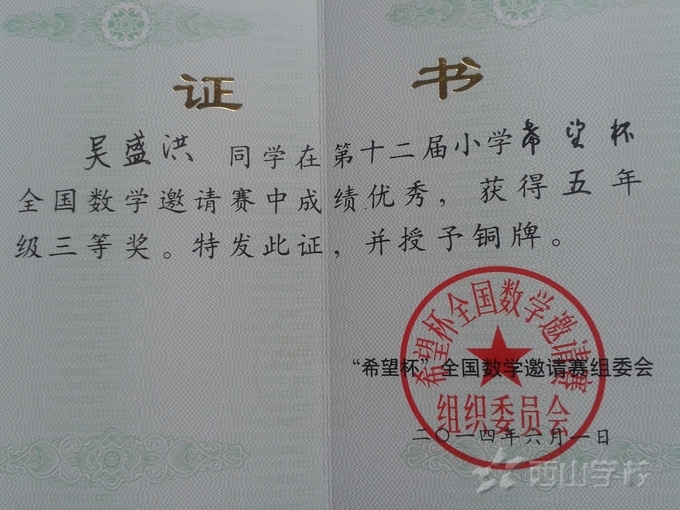 证 书
吴盛洪 同学在第十二届小学希望杯
全国数学邀请赛中成绩优秀，获得五年
级三等奖。特发此证，并授予铜牌。
希望杯全国数学邀请赛
“希望杯”全国数学邀请赛组委会
组织委员会
二〇一四年六月一日
西山学校